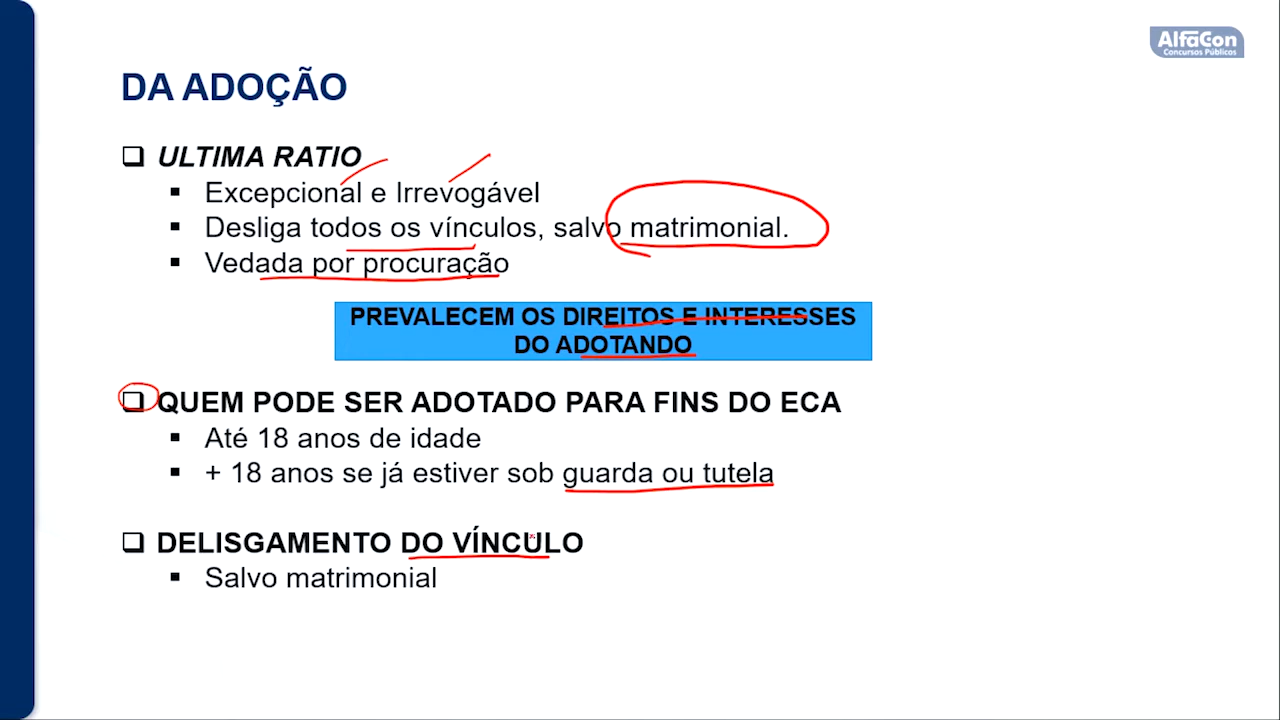 AlfaCon
Concursos Públicos
DA ADOÇÃO
ULTIMA RATIO
Excepcional e Irrevogável
Desliga todos os vínculos, salvo matrimonial.
Vedada por procuração
PREVALECEM OS DIREITOS E INTERESSES
DO ADOTANDO
QUEM PODE SER ADOTADO PARA FINS DO ECA
Até 18 anos de idade
+ 18 anos se já estiver sob guarda ou tutela
DELISGAMENTO DO VÍNCULO
Salvo matrimonial